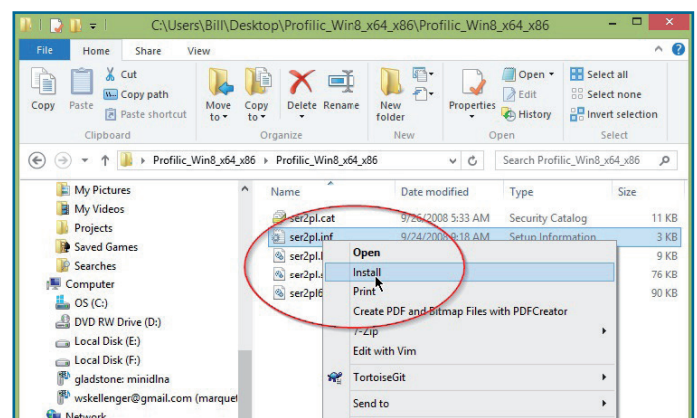 C:\Users\Bill\Desktop\Profilic_Win8_x64_x86\Profilic_Win8_x64_x86
File Home Share View
Copy
Paste
Cut
Copy path
Paste shortcut
Clipboard
Move to
Copy to
Delete
Rename
Organize
New folder
New
Properties
Open
Edit
History
Open
Select all
Select none
Invert selection
Select
Profilic_Win8_x64_x86 Profilic_Win8_x64_x86
Search Profilic_Win8_x64_x86
My Pictures
My Videos
Projects
Saved Games
Searches
Computer
OS (C:)
DVD RW Drive (D:)
Local Disk (E:)
Local Disk (F:)
gladstone: minidlna
wskellenger@gmail.com (marquet
Network
Name Date modified Type Size
ser2pl.cat 9/26/2008 5:33 AM Security Catalog 11 KB
ser2pl.inf 9/24/2008 9:18 AM Setup Information 3 KB
9 KB
76 KB
ser2pl6 90 KB
Open
Install
Print
Create PDF and Bitmap Files with PDFCreator
7-Zip
Edit with Vim
TortoiseGit
Send to